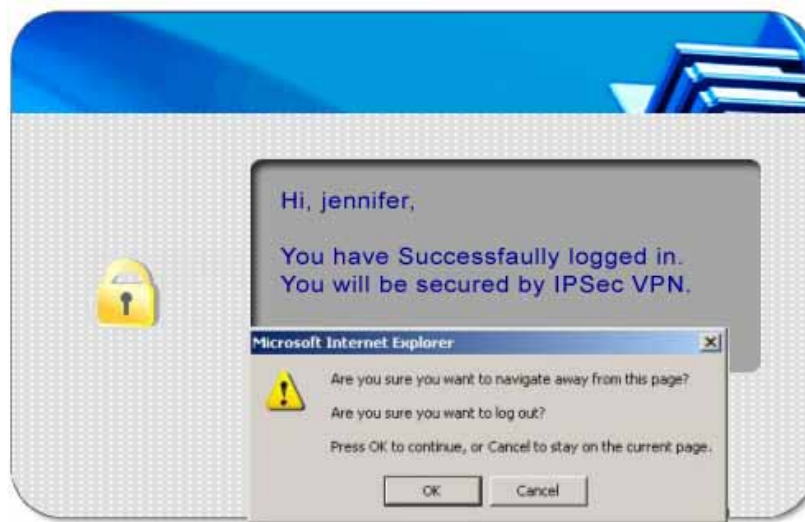 Hi, jennifer,
You have Successfaully logged in.
You will be secured by IPSec VPN.
Microsoft Internet Explorer
Are you sure you want to navigate away from this page?
Are you sure you want to log out?
Press OK to continue, or Cancel to stay on the current page.
OK Cancel